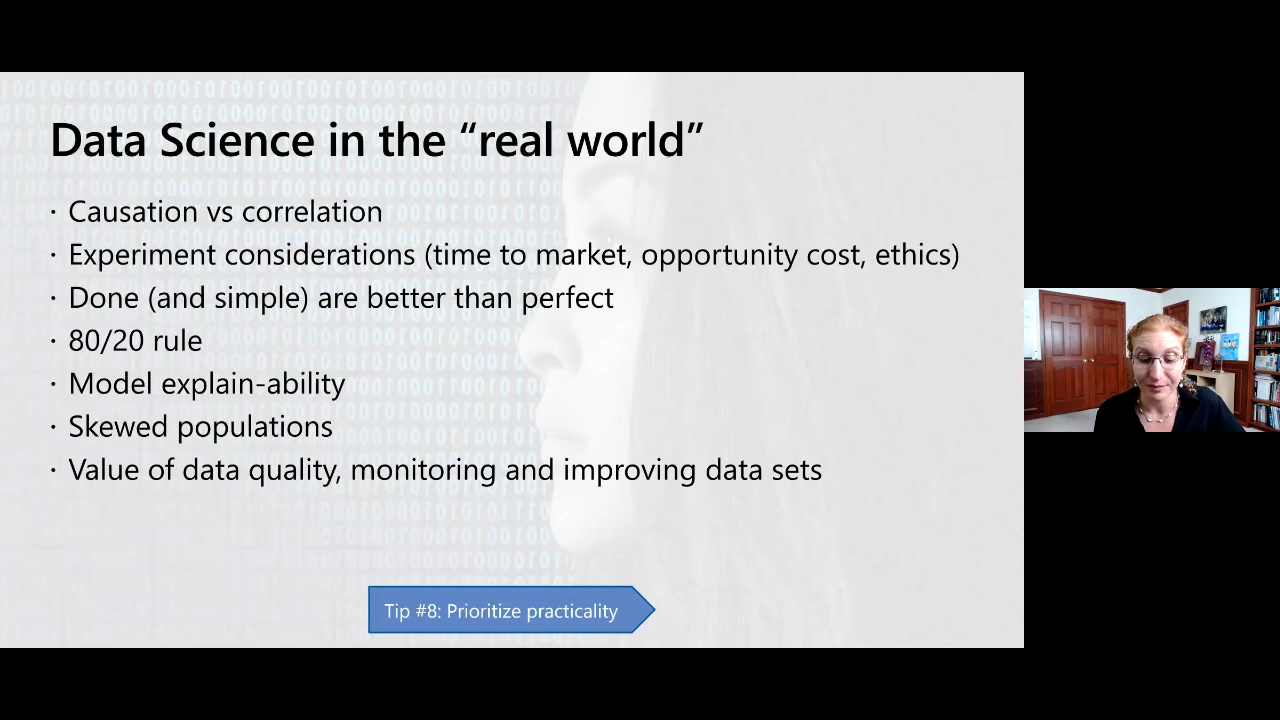 Data Science in the “real world”
· Causation vs correlation
· Experiment considerations (time to market, opportunity cost, ethics)
· Done (and simple) are better than perfect
· 80/20 rule
· Model explain-ability
· Skewed populations
· Value of data quality, monitoring and improving data sets
Tip #8: Prioritize practicality